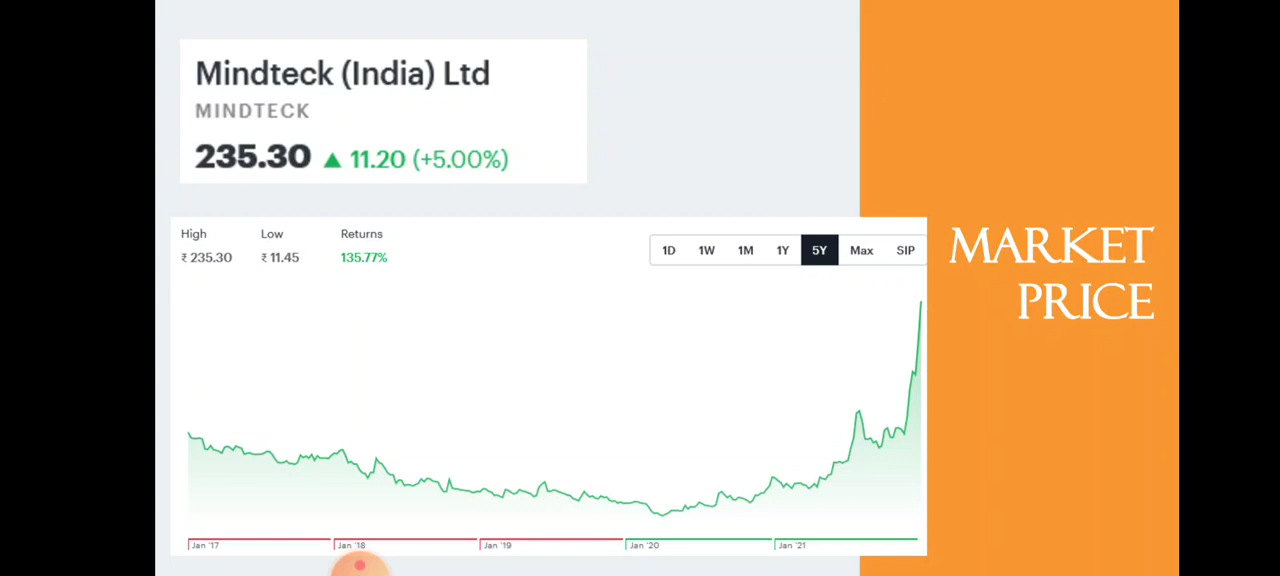 Mindteck (India) Ltd
MINDTECK
235.30 ▲ 11.20 (+5.00%)
High Low Returns
₹ 235.30 ₹ 11.45 135.77%
1D 1W 1M 1Y 5Y Max SIP
MARKET
PRICE
Jan '17 Jan '18 Jan '19 Jan '20 Jan '21